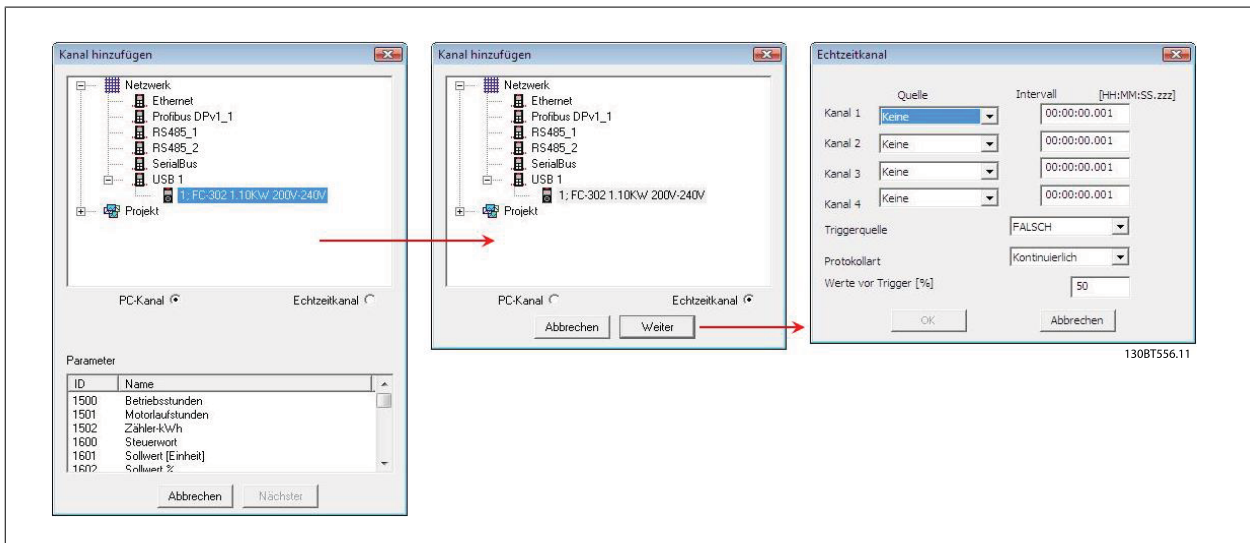 Kanal hinzufügen
Netzwerk
Ethernet
Profibus DPv1_1
RS485_1
RS485_2
SerialBus
USB 1
1; FC-302 1.10KW 200V-240V
Projekt
PC-Kanal
Echtzeitkanal
Parameter
ID Name
1500 Betriebsstunden
1501 Motorlaufstunden
1502 Zähler-kWh
1600 Steuerwort
1601 Sollwert [Einheit]
1602 Sollwert %
Abbrechen Nächster
Kanal hinzufügen
Netzwerk
Ethernet
Profibus DPv1_1
RS485_1
RS485_2
SerialBus
USB 1
1; FC-302 1.10KW 200V-240V
Projekt
PC-Kanal
Echtzeitkanal
Abbrechen Weiter
Echtzeitkanal
Quelle Intervall [HH:MM:SS.zzz]
Kanal 1 Keine 00:00:00.001
Kanal 2 Keine 00:00:00.001
Kanal 3 Keine 00:00:00.001
Kanal 4 Keine 00:00:00.001
Triggerquelle FALSCH
Protokollart Kontinuierlich
Werte vor Trigger [%] 50
OK Abbrechen
130BT556.11